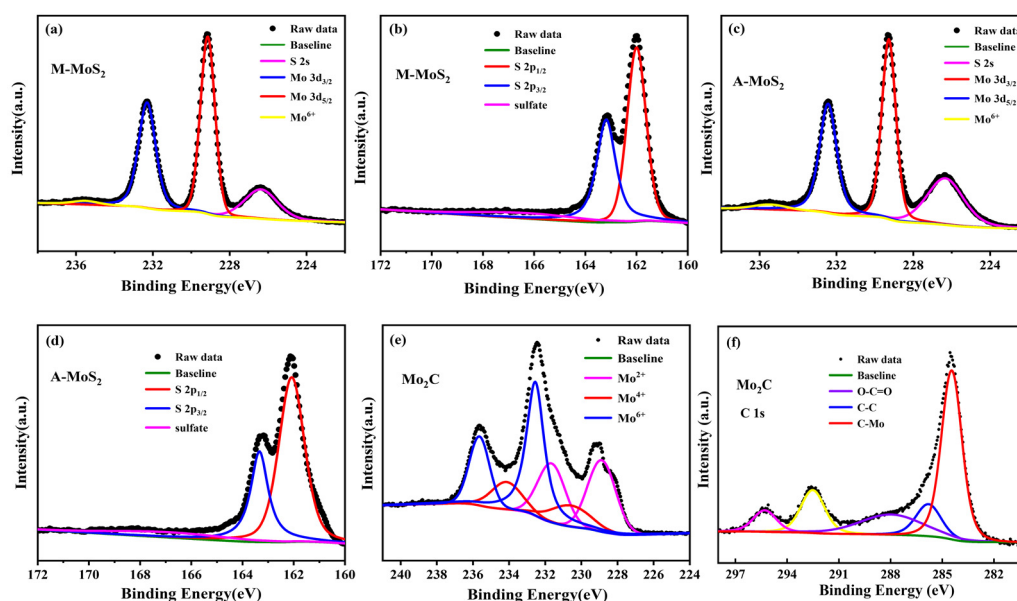 (a)
Raw data
Baseline
S 2s
Mo 3d3/2
Mo 3d5/2
Mo6+
M-MoS2
Intensity(a.u.)
236 232 228 224
Binding Energy(eV)
(b)
Raw data
Baseline
S 2p1/2
S 2p3/2
sulfate
M-MoS2
Intensity(a.u.)
172 170 168 166 164 162 160
Binding Energy(eV)
(c)
Raw data
Baseline
S 2s
Mo 3d3/2
Mo 3d5/2
Mo6+
A-MoS2
Intensity(a.u.)
236 232 228 224
Binding Energy(eV)
(d)
Raw data
Baseline
S 2p1/2
S 2p3/2
sulfate
A-MoS2
Intensity(a.u.)
172 170 168 166 164 162 160
Binding Energy(eV)
(e)
Raw data
Baseline
Mo2+
Mo4+
Mo6+
Mo2C
Intensity(a.u.)
240 238 236 234 232 230 228 226 224
Binding Energy(eV)
(f)
Raw data
Baseline
O-C=O
C-C
C-Mo
Mo2C
C 1s
Intensity (a.u.)
297 294 291 288 285 282
Binding Energy (eV)